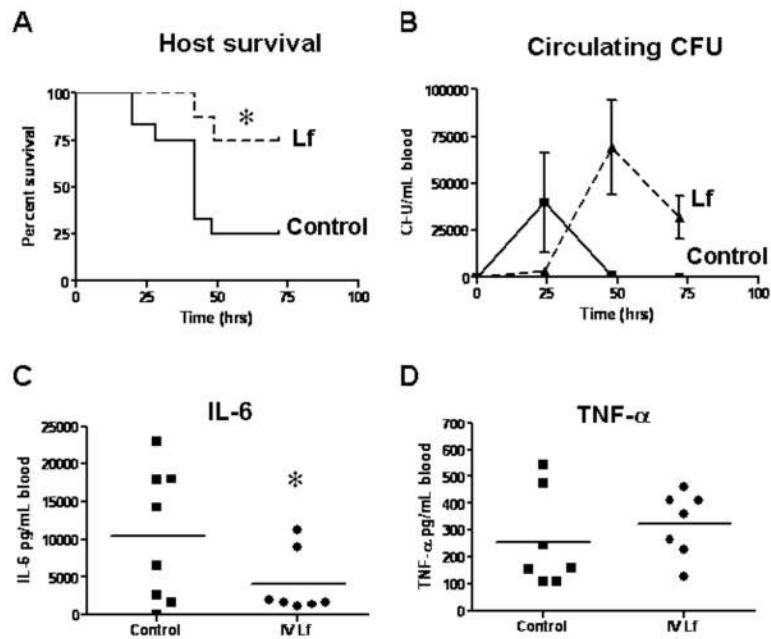 A
Host survival
100
75
50
25
0
Percent survival
*
Lf
Control
0 25 50 75 100
Time (hrs)
B
Circulating CFU
100000
75000
50000
25000
0
CFU/mL blood
Lf
Control
0 25 50 75 100
Time (hrs)
C
IL-6
25000
20000
15000
10000
5000
0
IL-6 pg/mL blood
*
Control IV Lf
D
TNF-α
700
600
500
400
300
200
100
0
TNF-α pg/mL blood
Control IV Lf